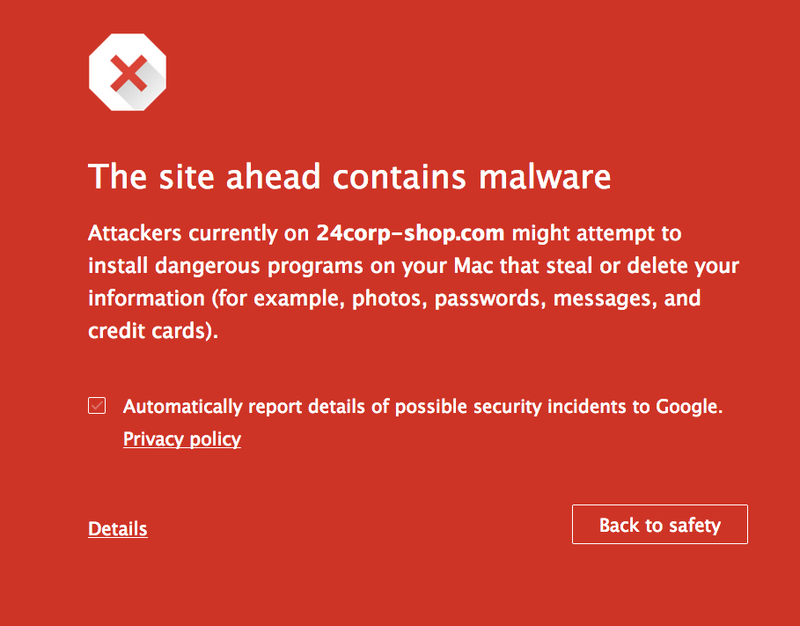 The site ahead contains malware
Attackers currently on 24corp-shop.com might attempt to
install dangerous programs on your Mac that steal or delete your
information (for example, photos, passwords, messages, and
credit cards).
Automatically report details of possible security incidents to Google.
Privacy policy
Details
Back to safety